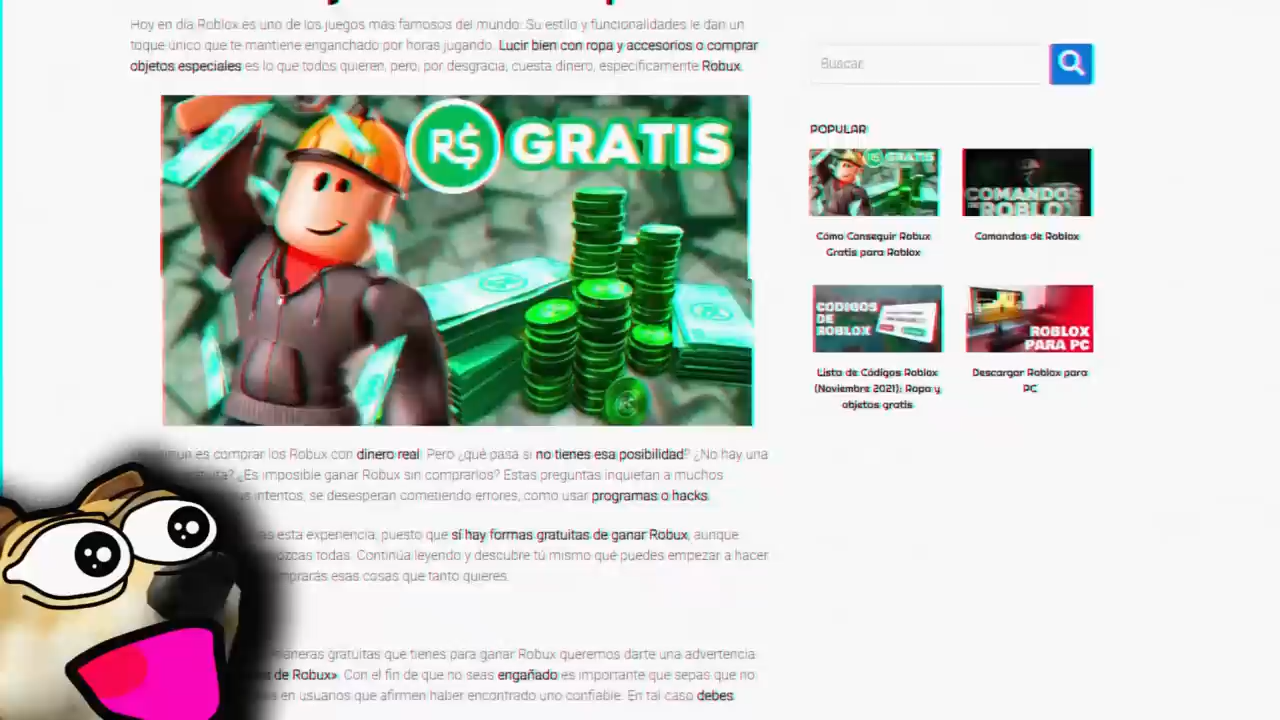 Hoy en día Roblox es uno de los juegos más famosos del mundo. Su estilo y funcionalidades le dan un
toque único que te mantiene enganchado por horas jugando. Lucir bien con ropa y accesorios o comprar
objetos especiales es lo que todos quieren, pero, por desgracia, cuesta dinero, específicamente Robux.
R$ GRATIS
es comprar los Robux con dinero real. Pero ¿qué pasa si no tienes esa posibilidad? ¿No hay una
¿Es imposible ganar Robux sin comprarlos? Estas preguntas inquietan a muchos
intentos, se desesperan cometiendo errores, como usar programas o hacks.
esta experiencia, puesto que sí hay formas gratuitas de ganar Robux, aunque
todas. Continúa leyendo y descubre tú mismo qué puedes empezar a hacer
esas cosas que tanto quieres.
gratuitas que tienes para ganar Robux queremos darte una advertencia
de Robux». Con el fin de que no seas engañado es importante que sepas que no
en usuarios que afirmen haber encontrado uno confiable. En tal caso debes
Buscar
POPULAR
R$ GRATIS
COMANDOS
DE ROBLOX
Cómo Conseguir Robux
Gratis para Roblox
Comandos de Roblox
CÓDIGOS
DE
ROBLOX
ROBLOX
PARA PC
Lista de Códigos Roblox
(Noviembre 2021): Ropa y
objetos gratis
Descargar Roblox para
PC